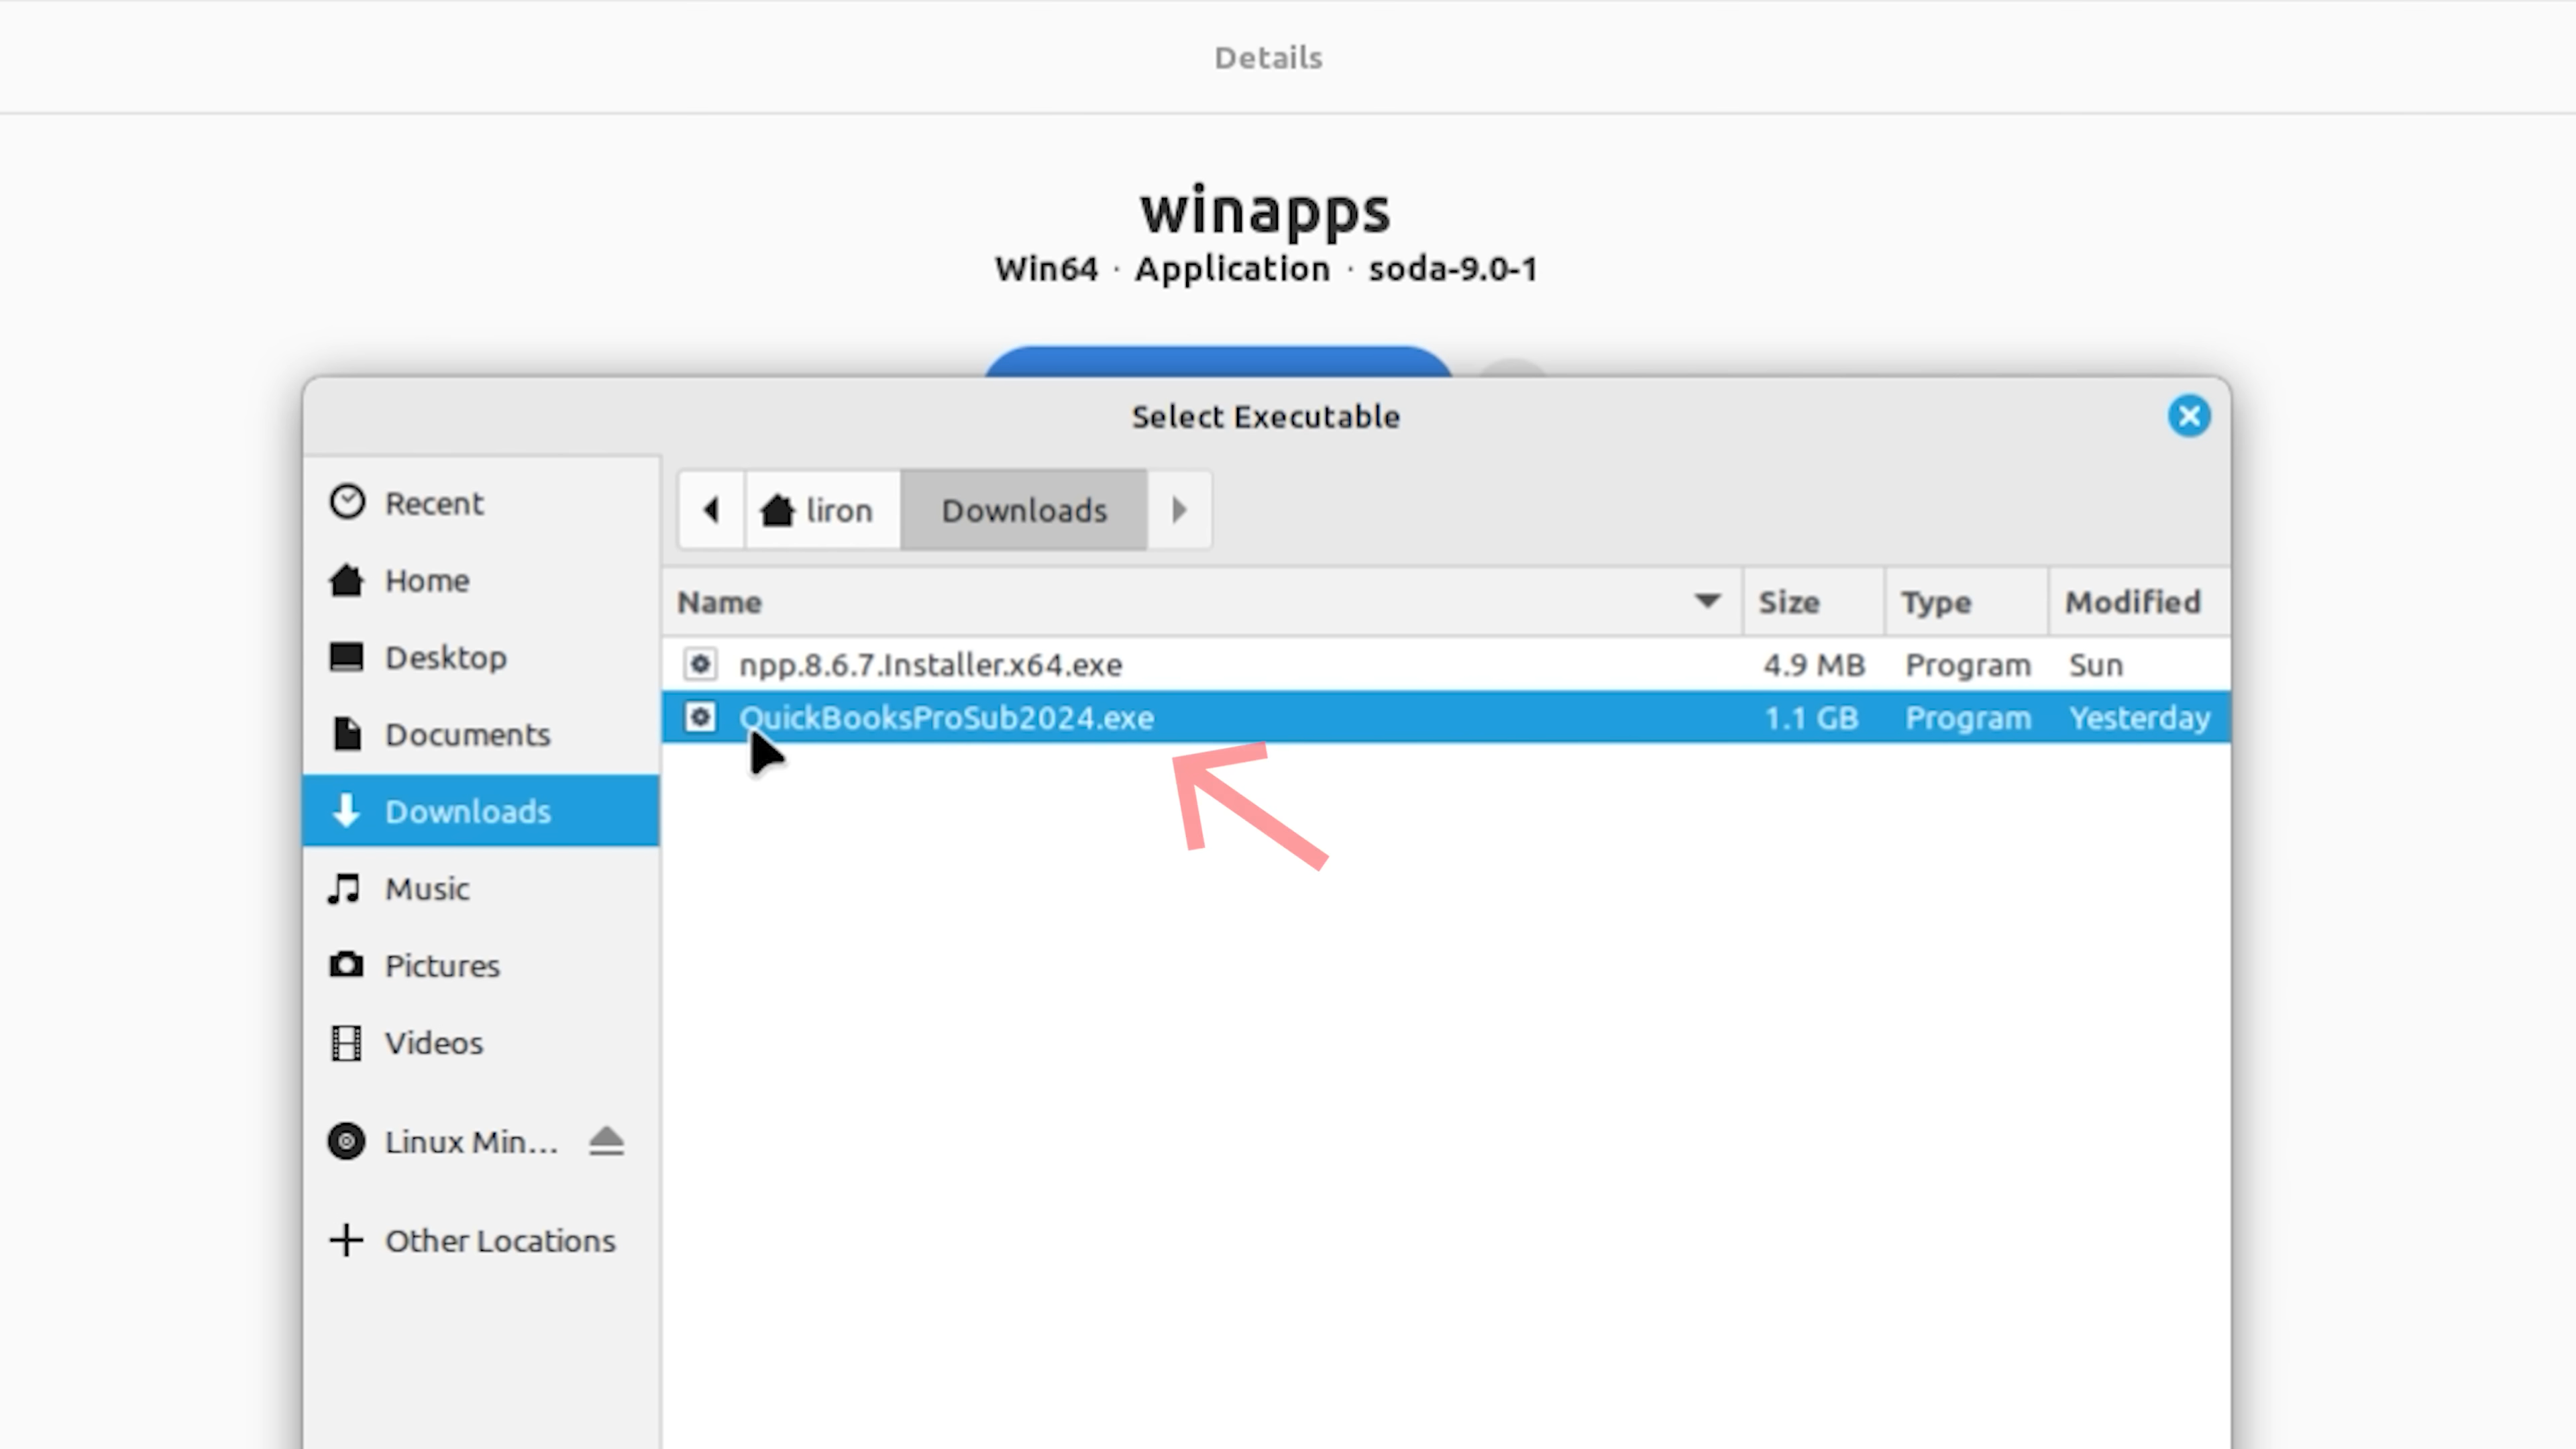 Details
winapps
Win64 · Application · soda-9.0-1
Select Executable
Recent
Home
Desktop
Documents
Downloads
Music
Pictures
Videos
Linux Min...
Other Locations
liron Downloads
Name Size Type Modified
npp.8.6.7.Installer.x64.exe 4.9 MB Program Sun
QuickBooksProSub2024.exe 1.1 GB Program Yesterday